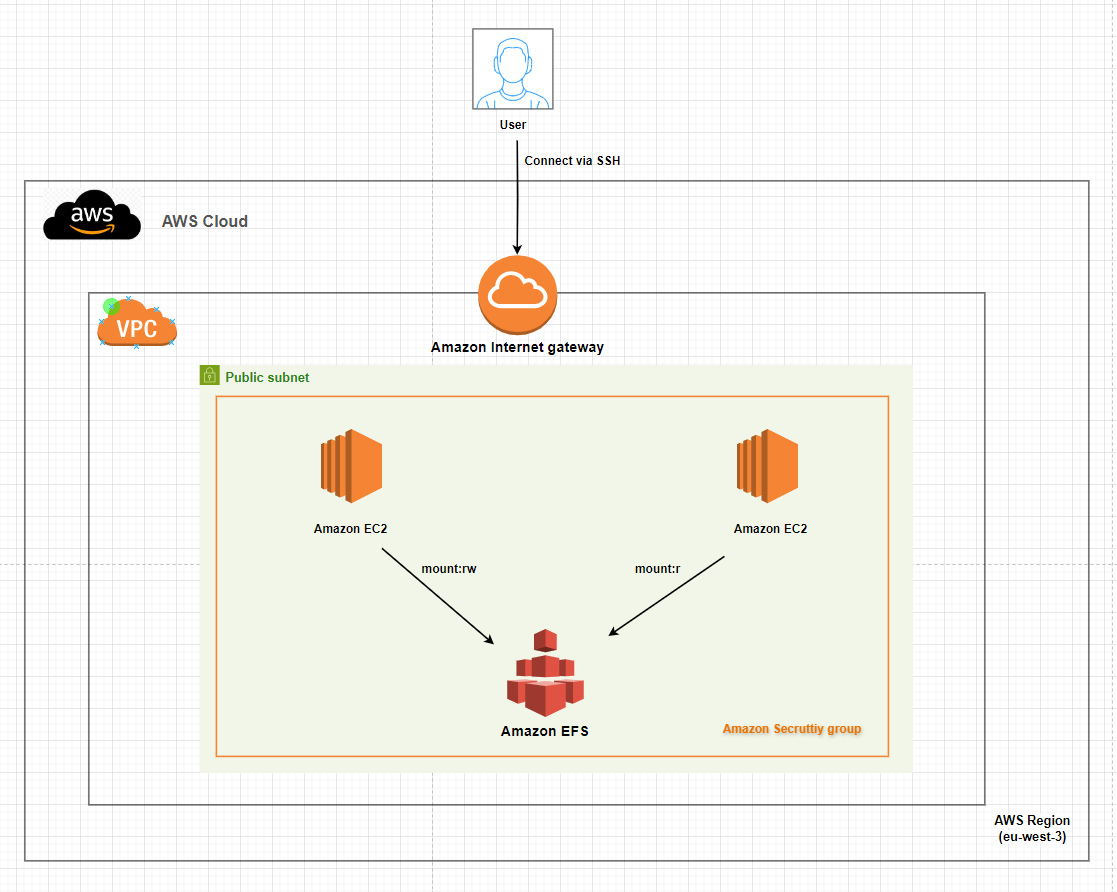 User
Connect via SSH
aws
AWS Cloud
VPC
Amazon Internet gateway
Public subnet
Amazon EC2
Amazon EC2
mount:rw
mount:r
Amazon EFS
Amazon Secruttiy group
AWS Region
(eu-west-3)